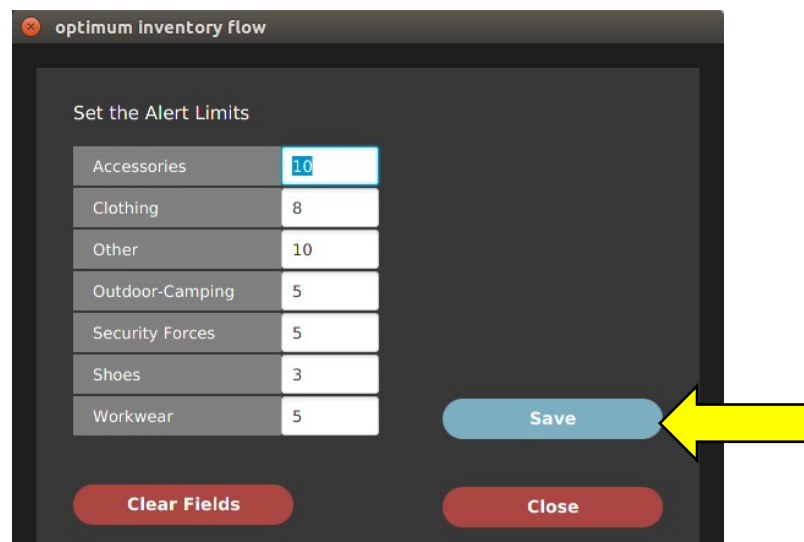 optimum inventory flow
Set the Alert Limits
Accessories 10
Clothing 8
Other 10
Outdoor-Camping 5
Security Forces 5
Shoes 3
Workwear 5
Save
Clear Fields Close